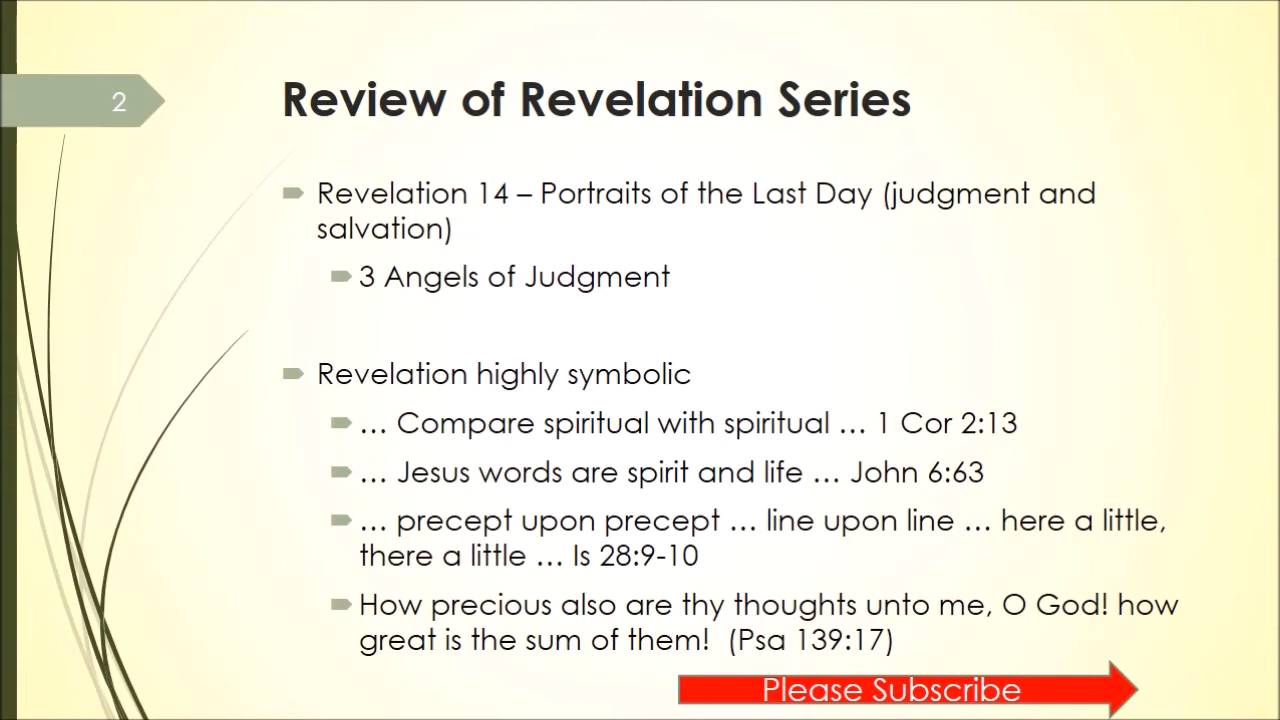 2
Review of Revelation Series
Revelation 14 – Portraits of the Last Day (judgment and
salvation)
3 Angels of Judgment
Revelation highly symbolic
… Compare spiritual with spiritual … 1 Cor 2:13
… Jesus words are spirit and life … John 6:63
… precept upon precept … line upon line … here a little,
there a little … Is 28:9-10
How precious also are thy thoughts unto me, O God! how
great is the sum of them!  (Psa 139:17)
Please Subscribe